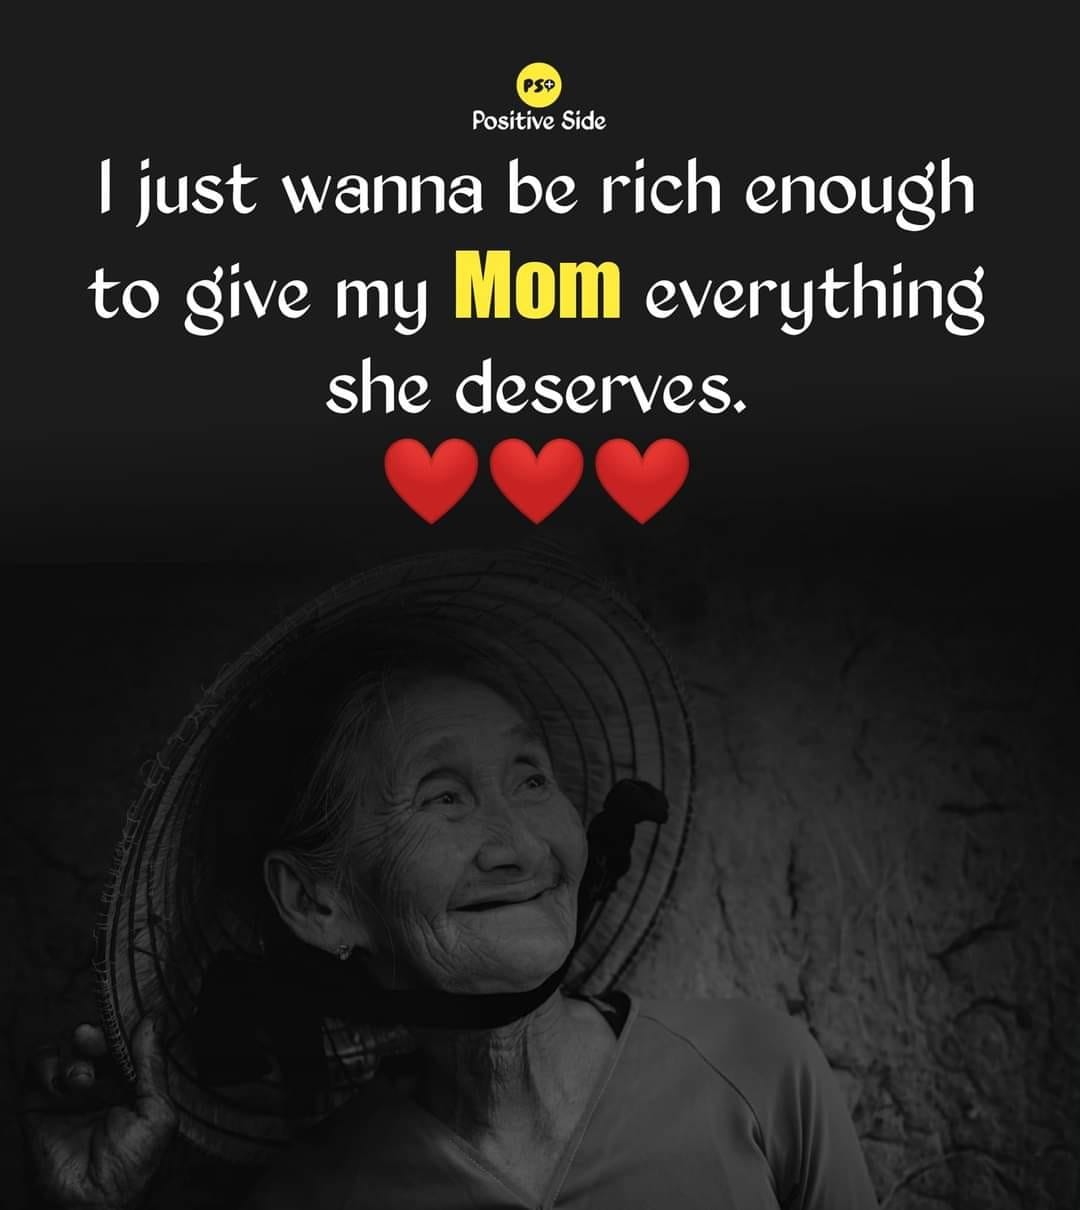 PS+
Positive Side
I just wanna be rich enough
to give my Mom everything
she deserves.
❤️❤️❤️